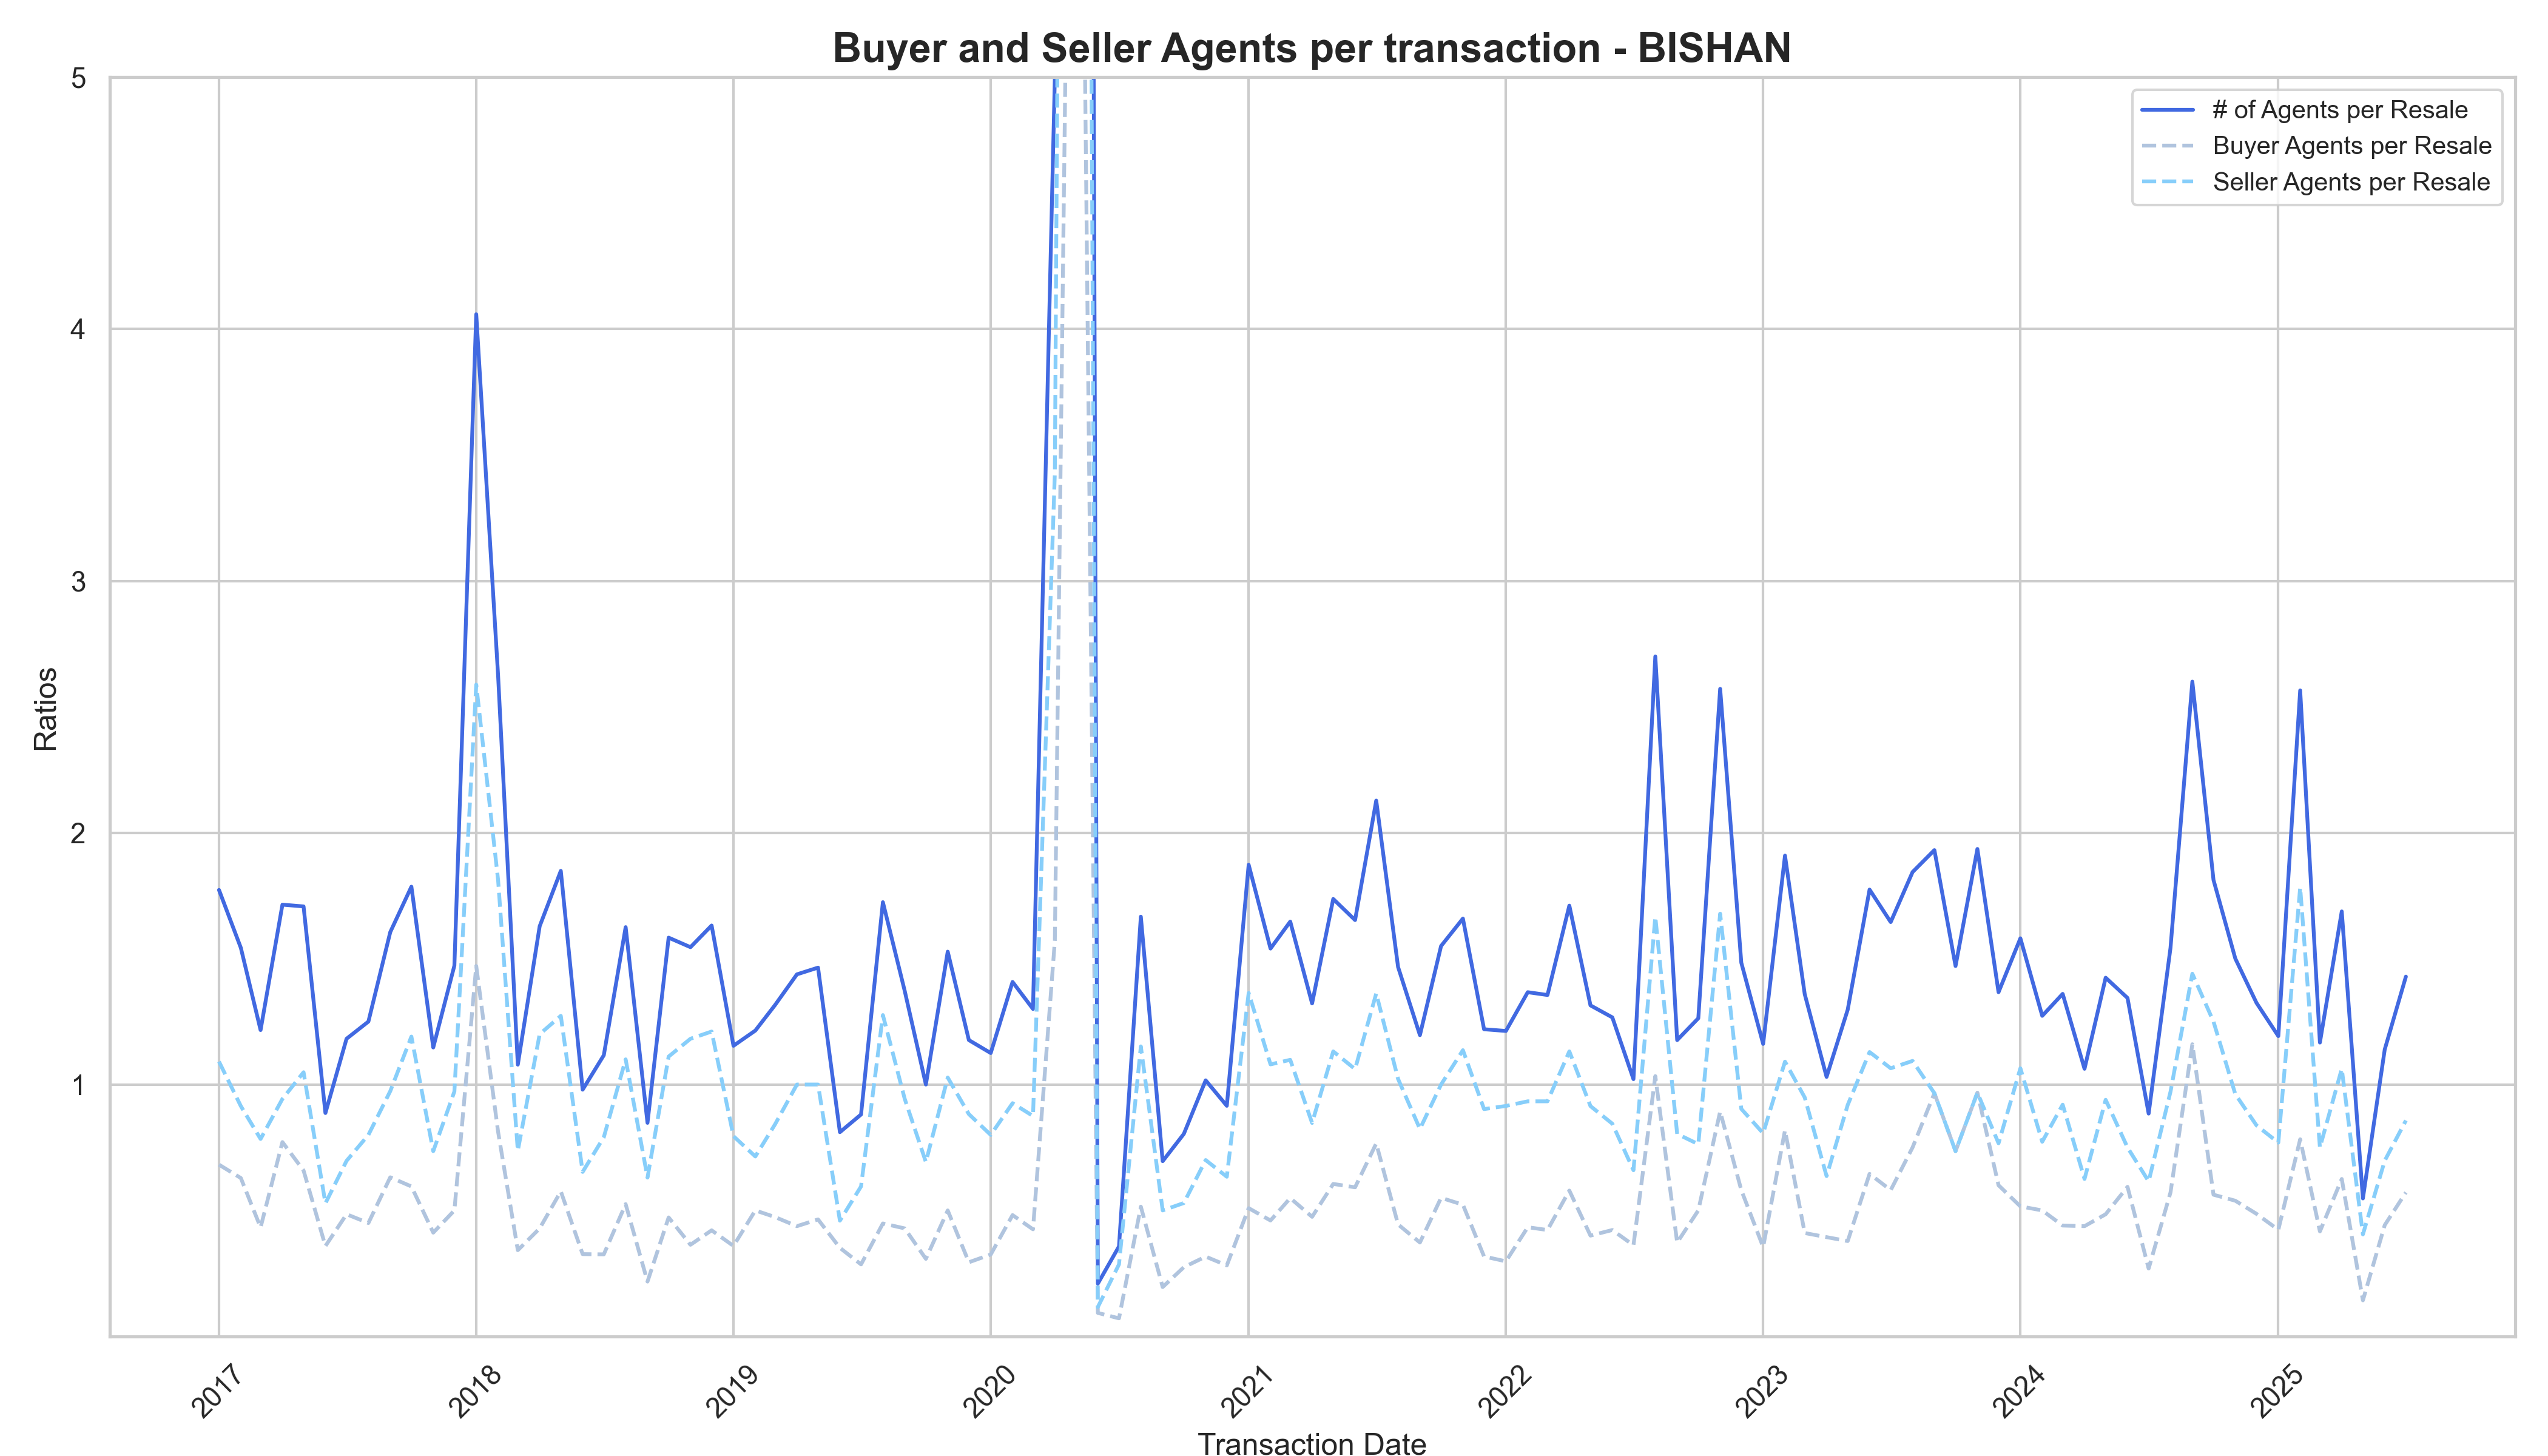 Buyer and Seller Agents per transaction - BISHAN
5
4
3
2
1
Ratios
# of Agents per Resale
Buyer Agents per Resale
Seller Agents per Resale
2017
2018
2019
2020
2021
2022
2023
2024
2025
Transaction Date